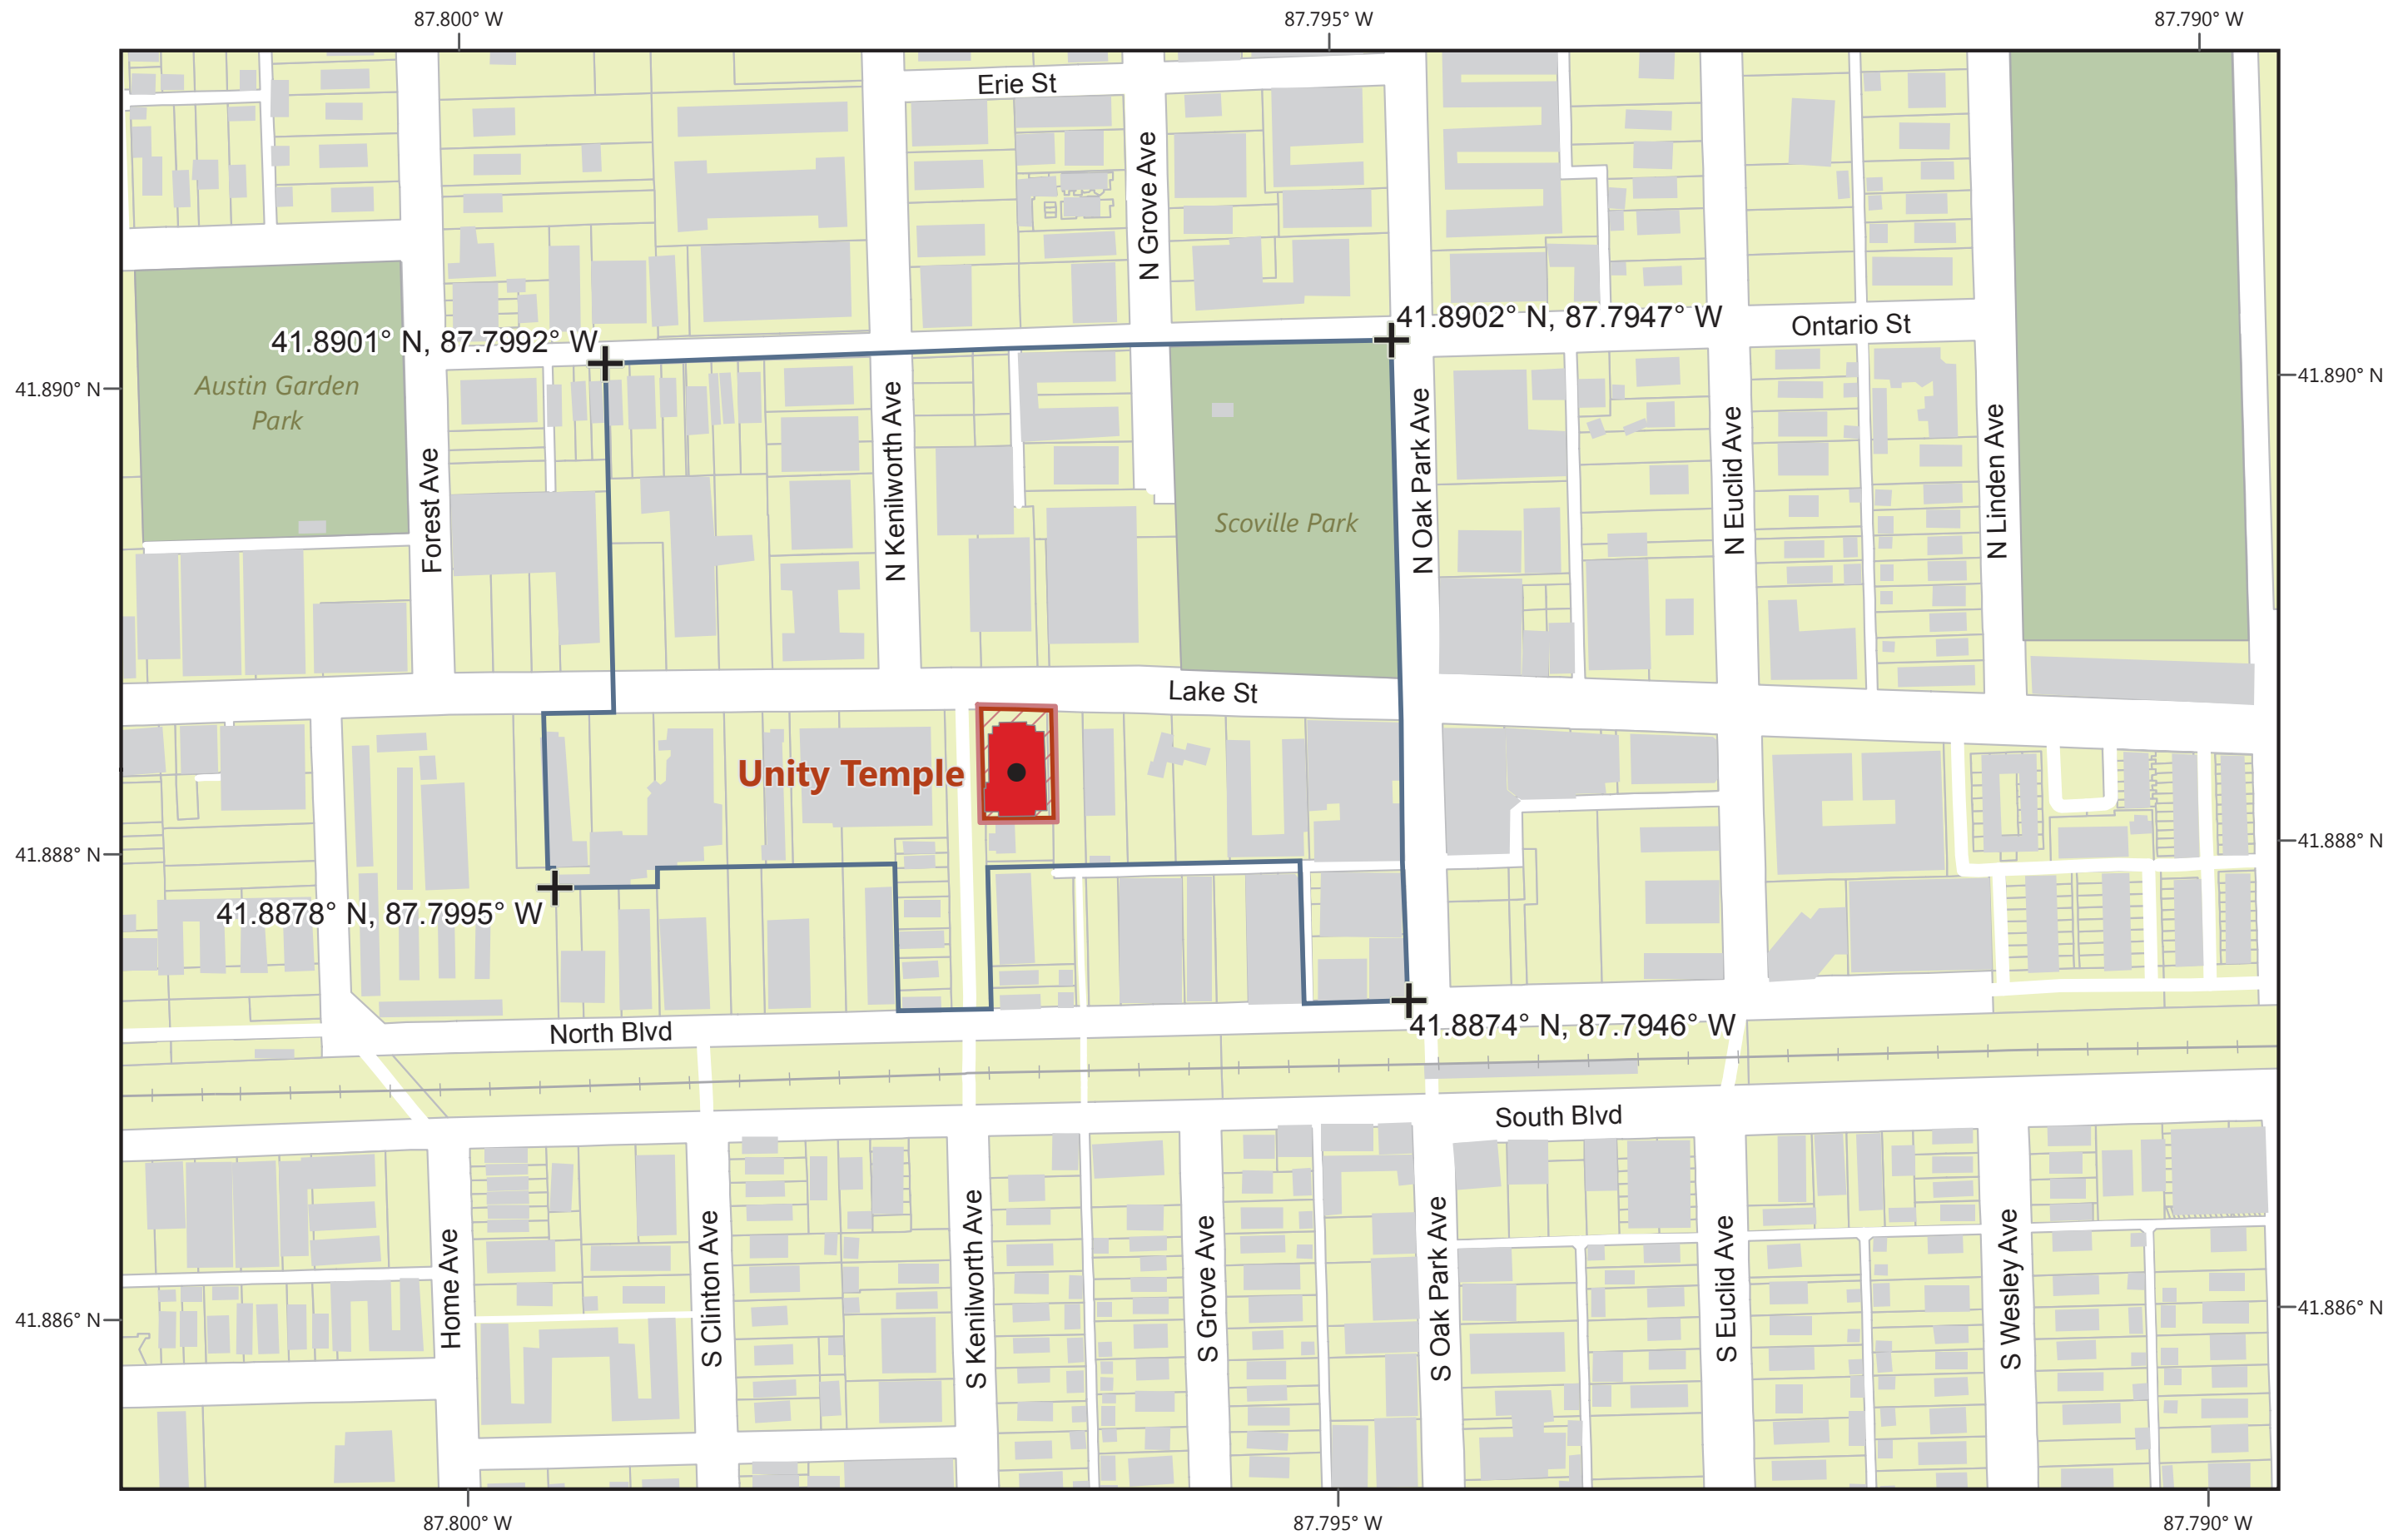 87.800° W
87.795° W
87.790° W
Erie St
N Grove Ave
41.8901° N, 87.7992° W
41.8902° N, 87.7947° W
Ontario St
41.890° N
41.890° N
Austin Garden
Park
Forest Ave
N Kenilworth Ave
Scoville Park
N Oak Park Ave
N Euclid Ave
N Linden Ave
Lake St
Unity Temple
41.888° N
41.888° N
41.8878° N, 87.7995° W
North Blvd
41.8874° N, 87.7946° W
South Blvd
Home Ave
S Clinton Ave
S Kenilworth Ave
S Grove Ave
S Oak Park Ave
S Euclid Ave
S Wesley Ave
41.886° N
41.886° N
87.800° W
87.795° W
87.790° W